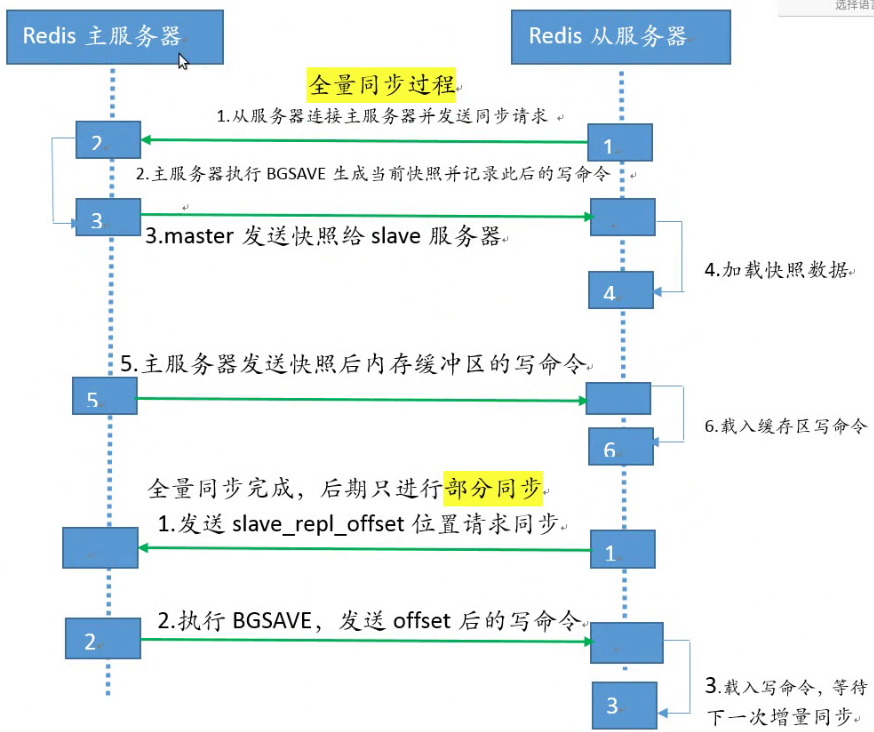 选择语言
Redis 主服务器
Redis 从服务器
全量同步过程
1.从服务器连接主服务器并发送同步请求
2
1
2.主服务器执行 BGSAVE 生成当前快照并记录此后的写命令
3
3.master 发送快照给 slave 服务器
4.加载快照数据
4
5.主服务器发送快照后内存缓冲区的写命令
5
6.载入缓存区写命令
6
全量同步完成，后期只进行部分同步
1.发送 slave_repl_offset 位置请求同步
1
2.执行 BGSAVE，发送 offset 后的写命令
2
3.载入写命令，等待
下一次增量同步
3